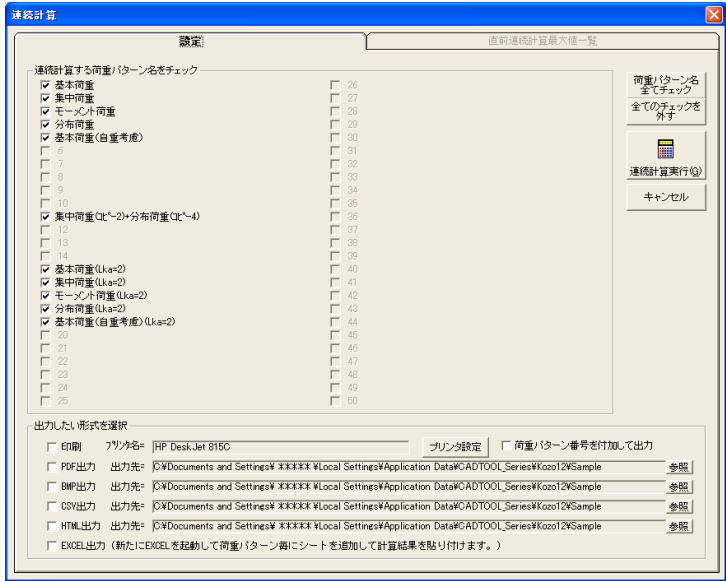 連続計算
設定
直前連続計算最大値一覧
連続計算する荷重パターン名をチェック
基本荷重
集中荷重
モーメント荷重
分布荷重
基本荷重(自重考慮)
6
7
8
9
10
集中荷重(コピー2)+分布荷重(コピー4)
12
13
14
基本荷重(Lka=2)
集中荷重(Lka=2)
モーメント荷重(Lka=2)
分布荷重(Lka=2)
基本荷重(自重考慮)(Lka=2)
20
21
22
23
24
25
26
27
28
29
30
31
32
33
34
35
36
37
38
39
40
41
42
43
44
45
46
47
48
49
50
荷重パターン名
全てチェック
全てのチェックを
外す
連続計算実行(G)
キャンセル
出力したい形式を選択
印刷 プリンタ名= HP DeskJet 815C プリンタ設定 荷重パターン番号を付加して出力
PDF出力 出力先= C:¥Documents and Settings¥ ***** ¥Local Settings¥Application Data¥CADTOOL_Series¥Kozo12¥Sample 参照
BMP出力 出力先= C:¥Documents and Settings¥ ***** ¥Local Settings¥Application Data¥CADTOOL_Series¥Kozo12¥Sample 参照
CSV出力 出力先= C:¥Documents and Settings¥ ***** ¥Local Settings¥Application Data¥CADTOOL_Series¥Kozo12¥Sample 参照
HTML出力 出力先= C:¥Documents and Settings¥ ***** ¥Local Settings¥Application Data¥CADTOOL_Series¥Kozo12¥Sample 参照
EXCEL出力 (新たにEXCELを起動して荷重パターン毎にシートを追加して計算結果を貼り付けます。)